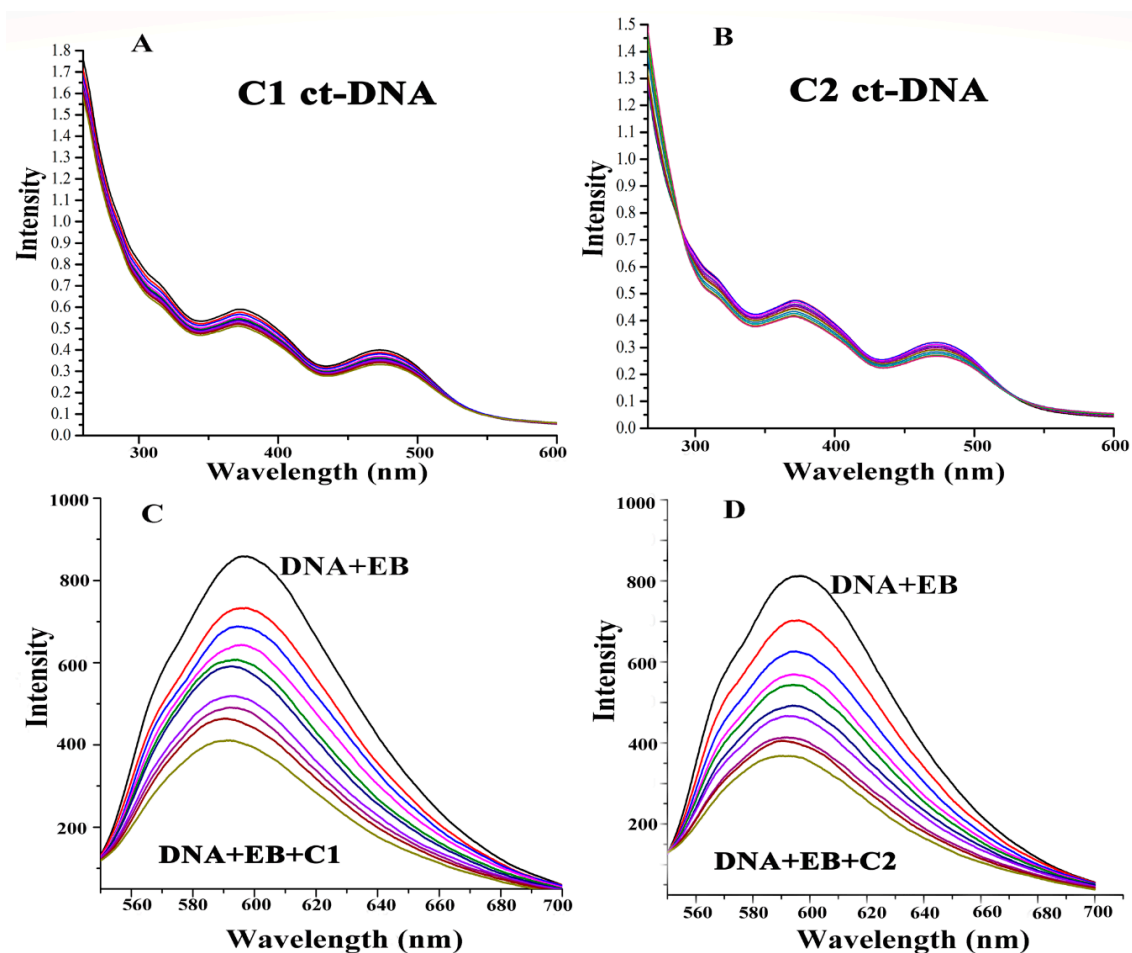 A
C1 ct-DNA
Intensity
1.8
1.7
1.6
1.5
1.4
1.3
1.2
1.1
1.0
0.9
0.8
0.7
0.6
0.5
0.4
0.3
0.2
0.1
0.0
300 400 500 600
Wavelength (nm)
B
C2 ct-DNA
Intensity
1.5
1.4
1.3
1.2
1.1
1.0
0.9
0.8
0.7
0.6
0.5
0.4
0.3
0.2
0.1
0.0
300 400 500 600
Wavelength (nm)
C
DNA+EB
DNA+EB+C1
Intensity
1000
800
600
400
200
560 580 600 620 640 660 680 700
Wavelength (nm)
D
DNA+EB
DNA+EB+C2
Intensity
1000
800
600
400
200
560 580 600 620 640 660 680 700
Wavelength (nm)